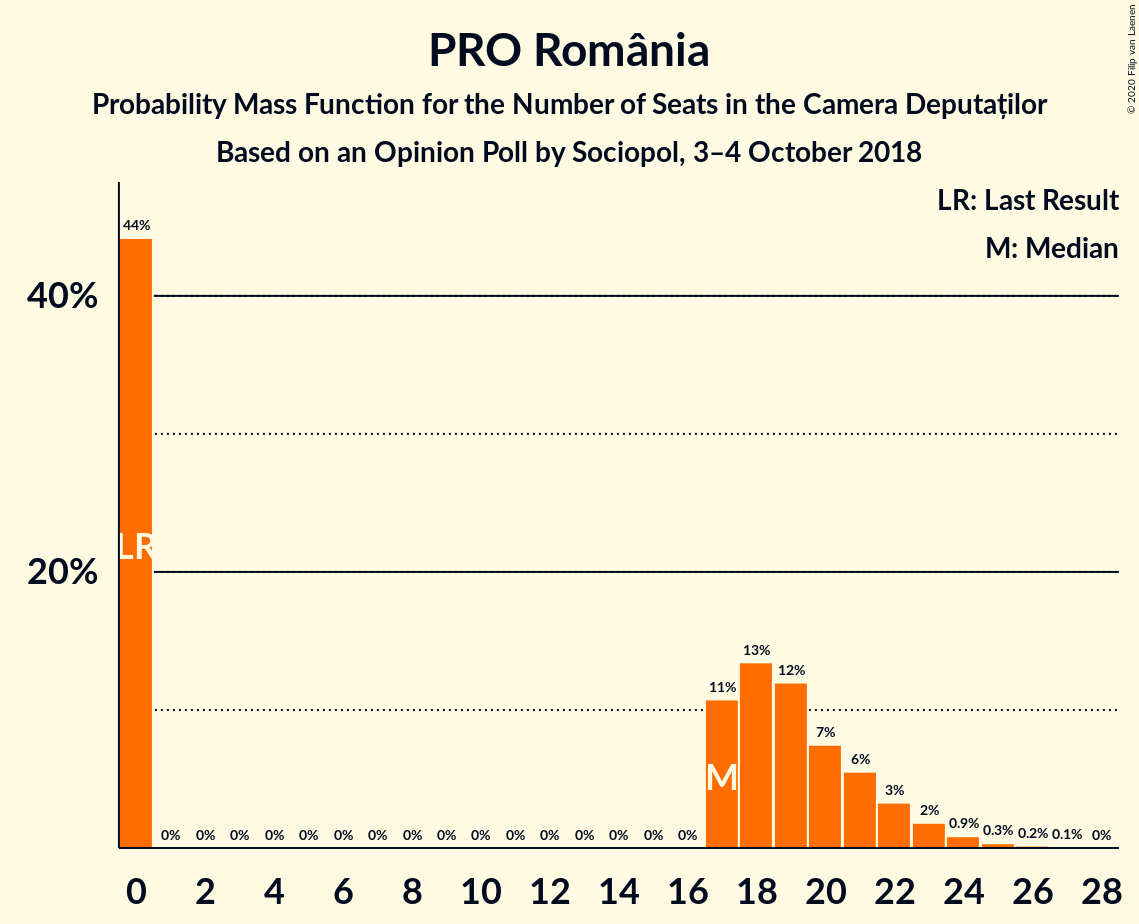 PRO România
Probability Mass Function for the Number of Seats in the Camera Deputaților
Based on an Opinion Poll by Sociopol, 3–4 October 2018
© 2020 Filip van Laenen
LR: Last Result
M: Median
44%
40%
LR
20%
13%
12%
11%
7%
6%
M
3%
2%
0.9%
0.3%
0.2%
0.1%
0%
0% 0% 0% 0% 0% 0% 0% 0% 0% 0% 0% 0% 0% 0% 0% 0%
0 2 4 6 8 10 12 14 16 18 20 22 24 26 28